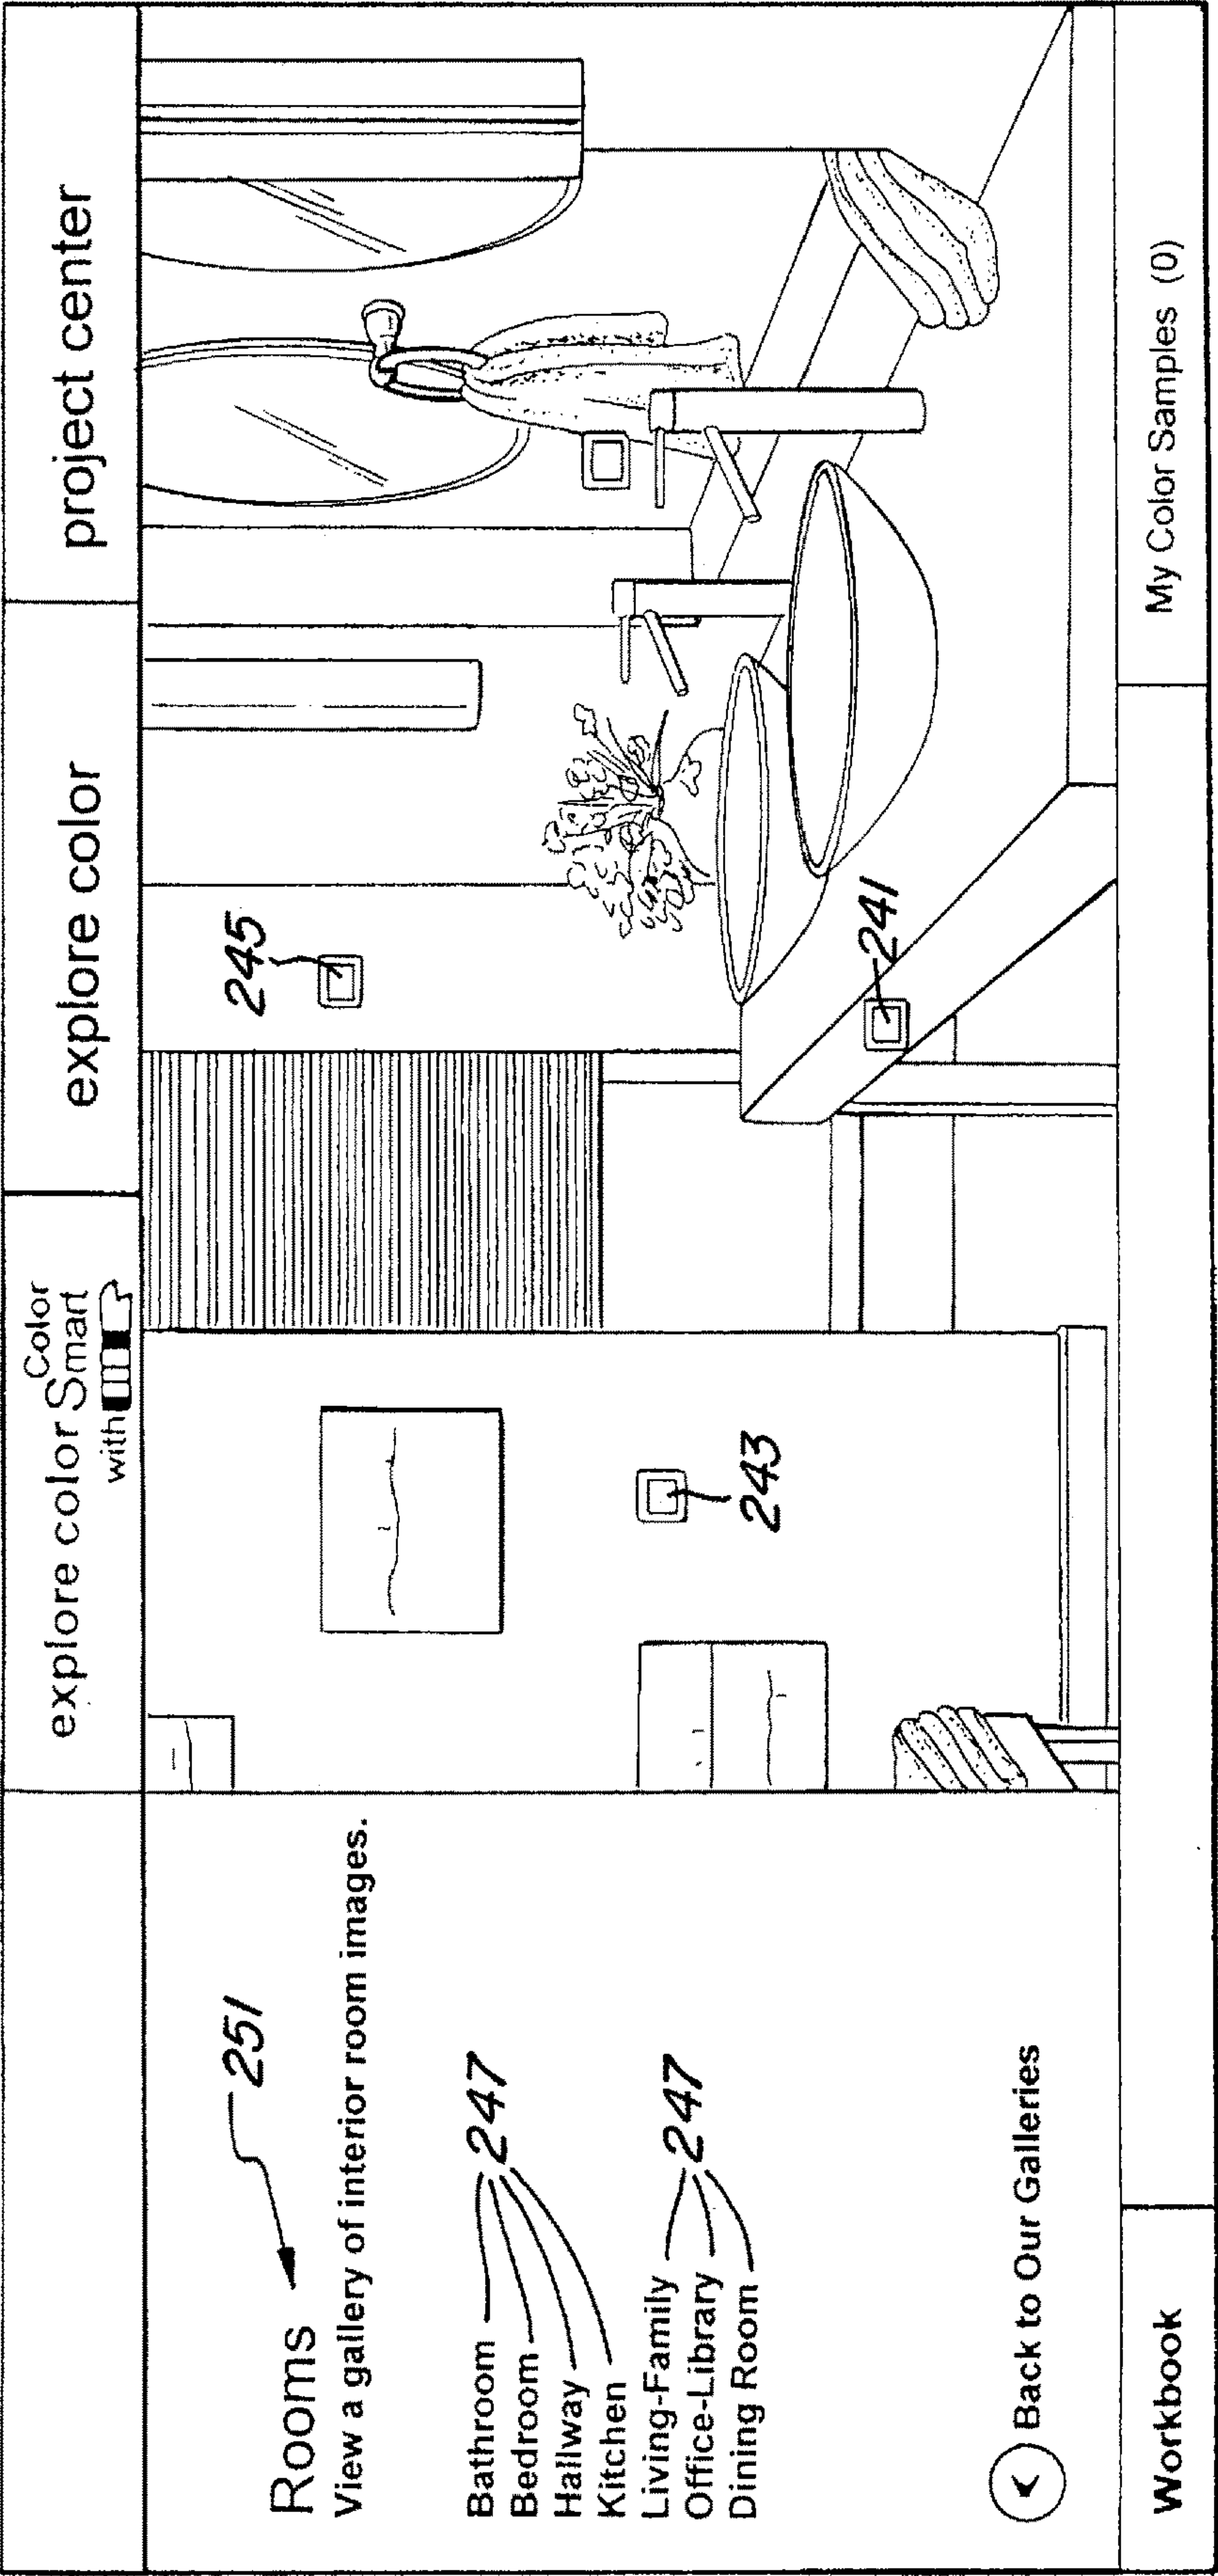 explore color Color Smart
with
explore color
project center
Rooms
251
View a gallery of interior room images.
Bathroom
Bedroom
Hallway
Kitchen
247
Living-Family
Office-Library
Dining Room
247
Back to Our Galleries
243
245
241
Workbook
My Color Samples (0)